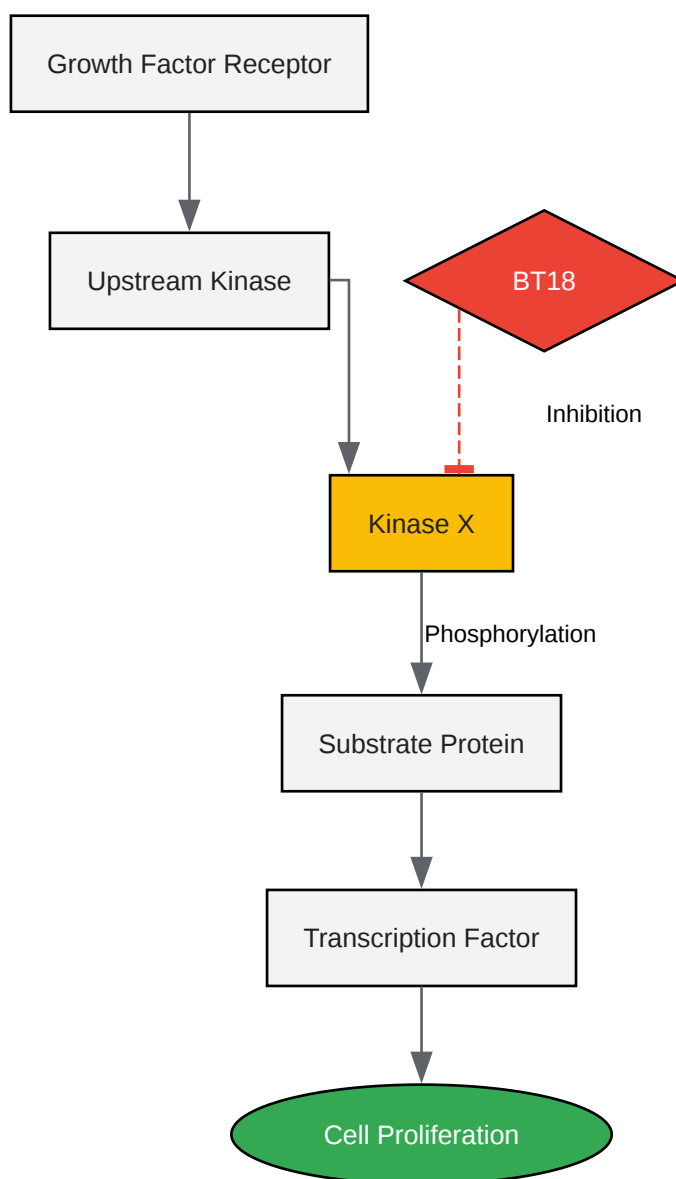 Growth Factor Receptor
Upstream Kinase
BT18
Inhibition
Kinase X
Phosphorylation
Substrate Protein
Transcription Factor
Cell Proliferation